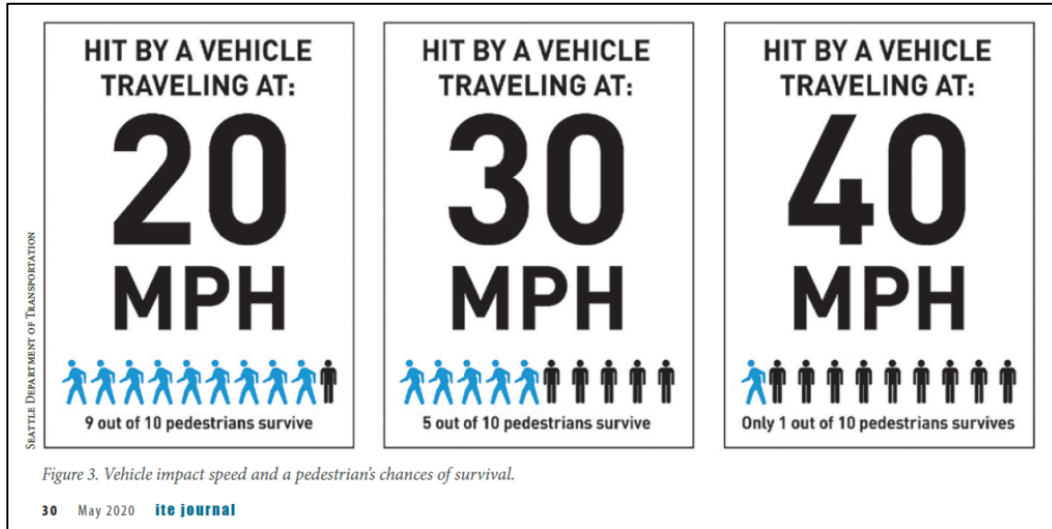 HIT BY A VEHICLE
TRAVELING AT:
20
MPH
9 out of 10 pedestrians survive
HIT BY A VEHICLE
TRAVELING AT:
30
MPH
5 out of 10 pedestrians survive
HIT BY A VEHICLE
TRAVELING AT:
40
MPH
Only 1 out of 10 pedestrians survives
SEATTLE DEPARTMENT OF TRANSPORTATION
Figure 3. Vehicle impact speed and a pedestrian's chances of survival.
30 May 2020 ite journal